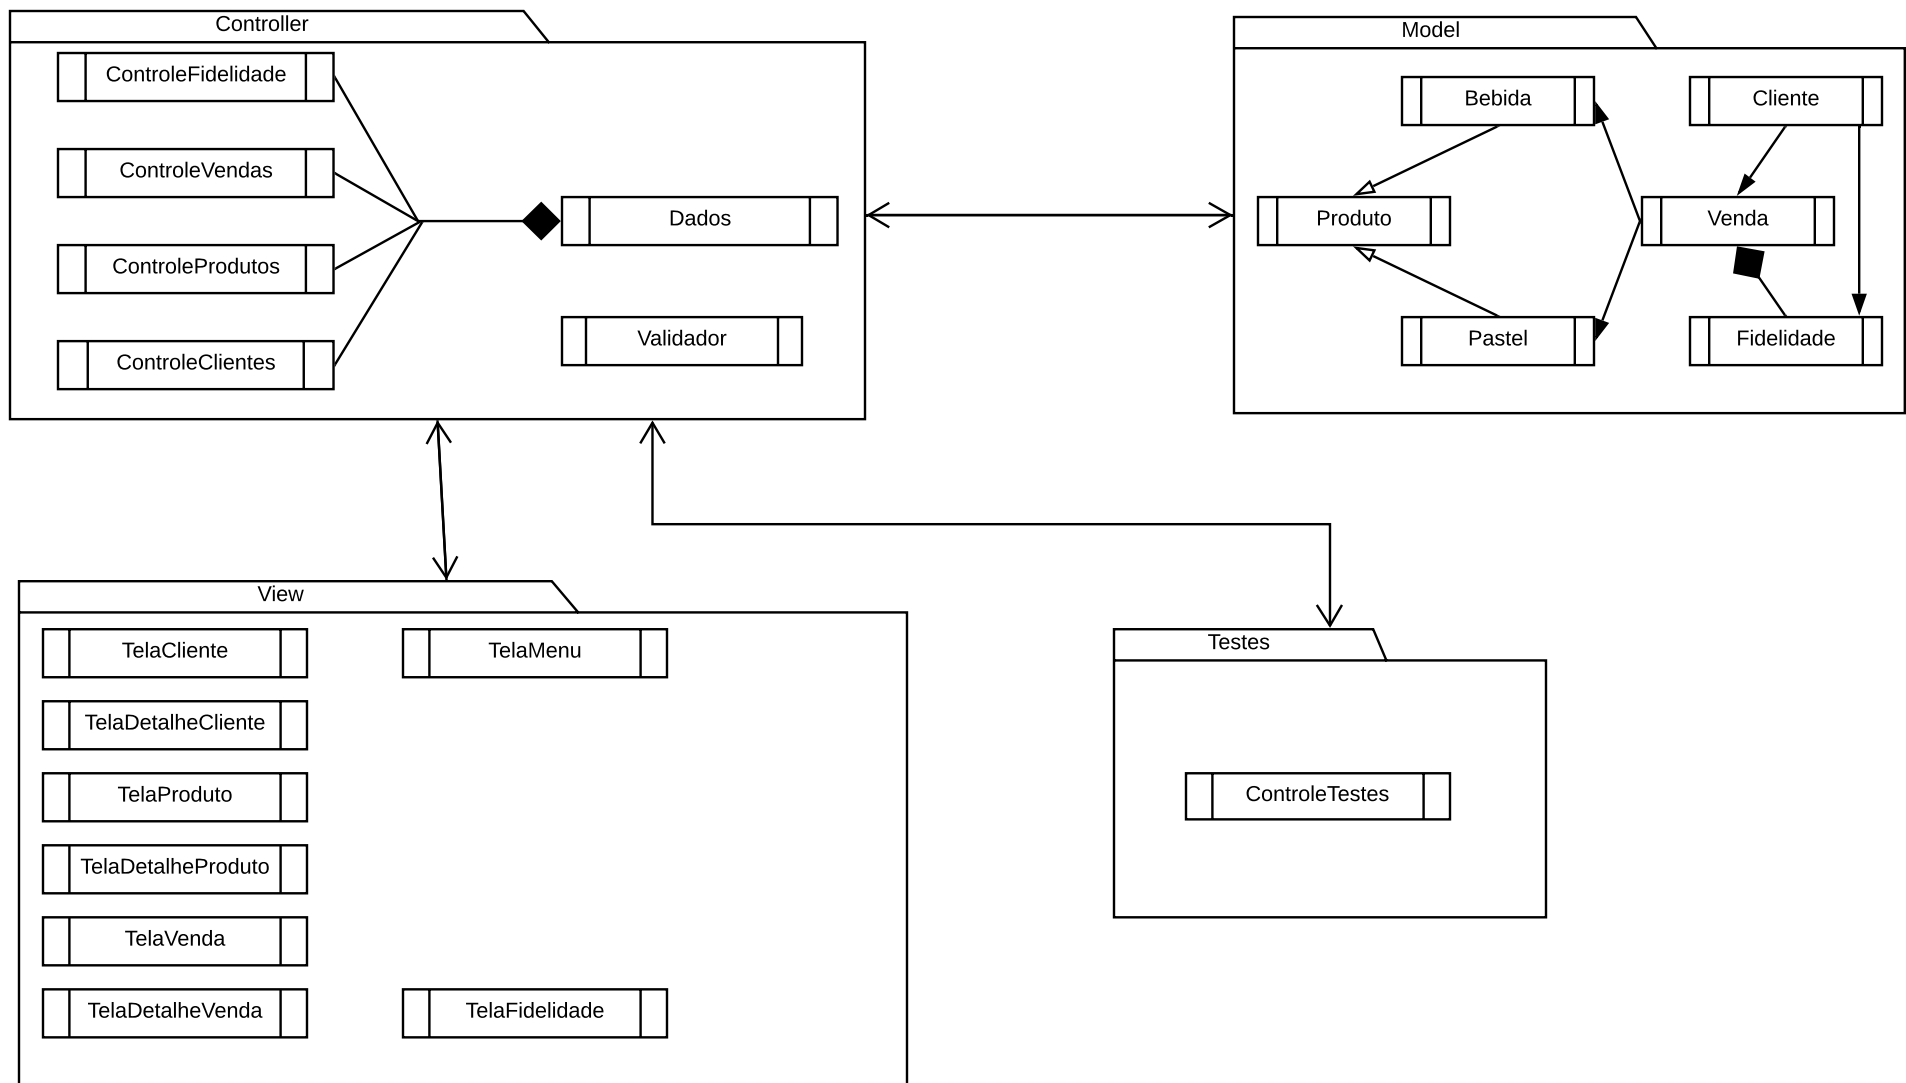 Controller
ControleFidelidade
ControleVendas
ControleProdutos
ControleClientes
Dados
Validador
Model
Bebida
Cliente
Produto
Venda
Pastel
Fidelidade
View
TelaCliente
TelaMenu
TelaDetalheCliente
TelaProduto
TelaDetalheProduto
TelaVenda
TelaDetalheVenda
TelaFidelidade
Testes
ControleTestes